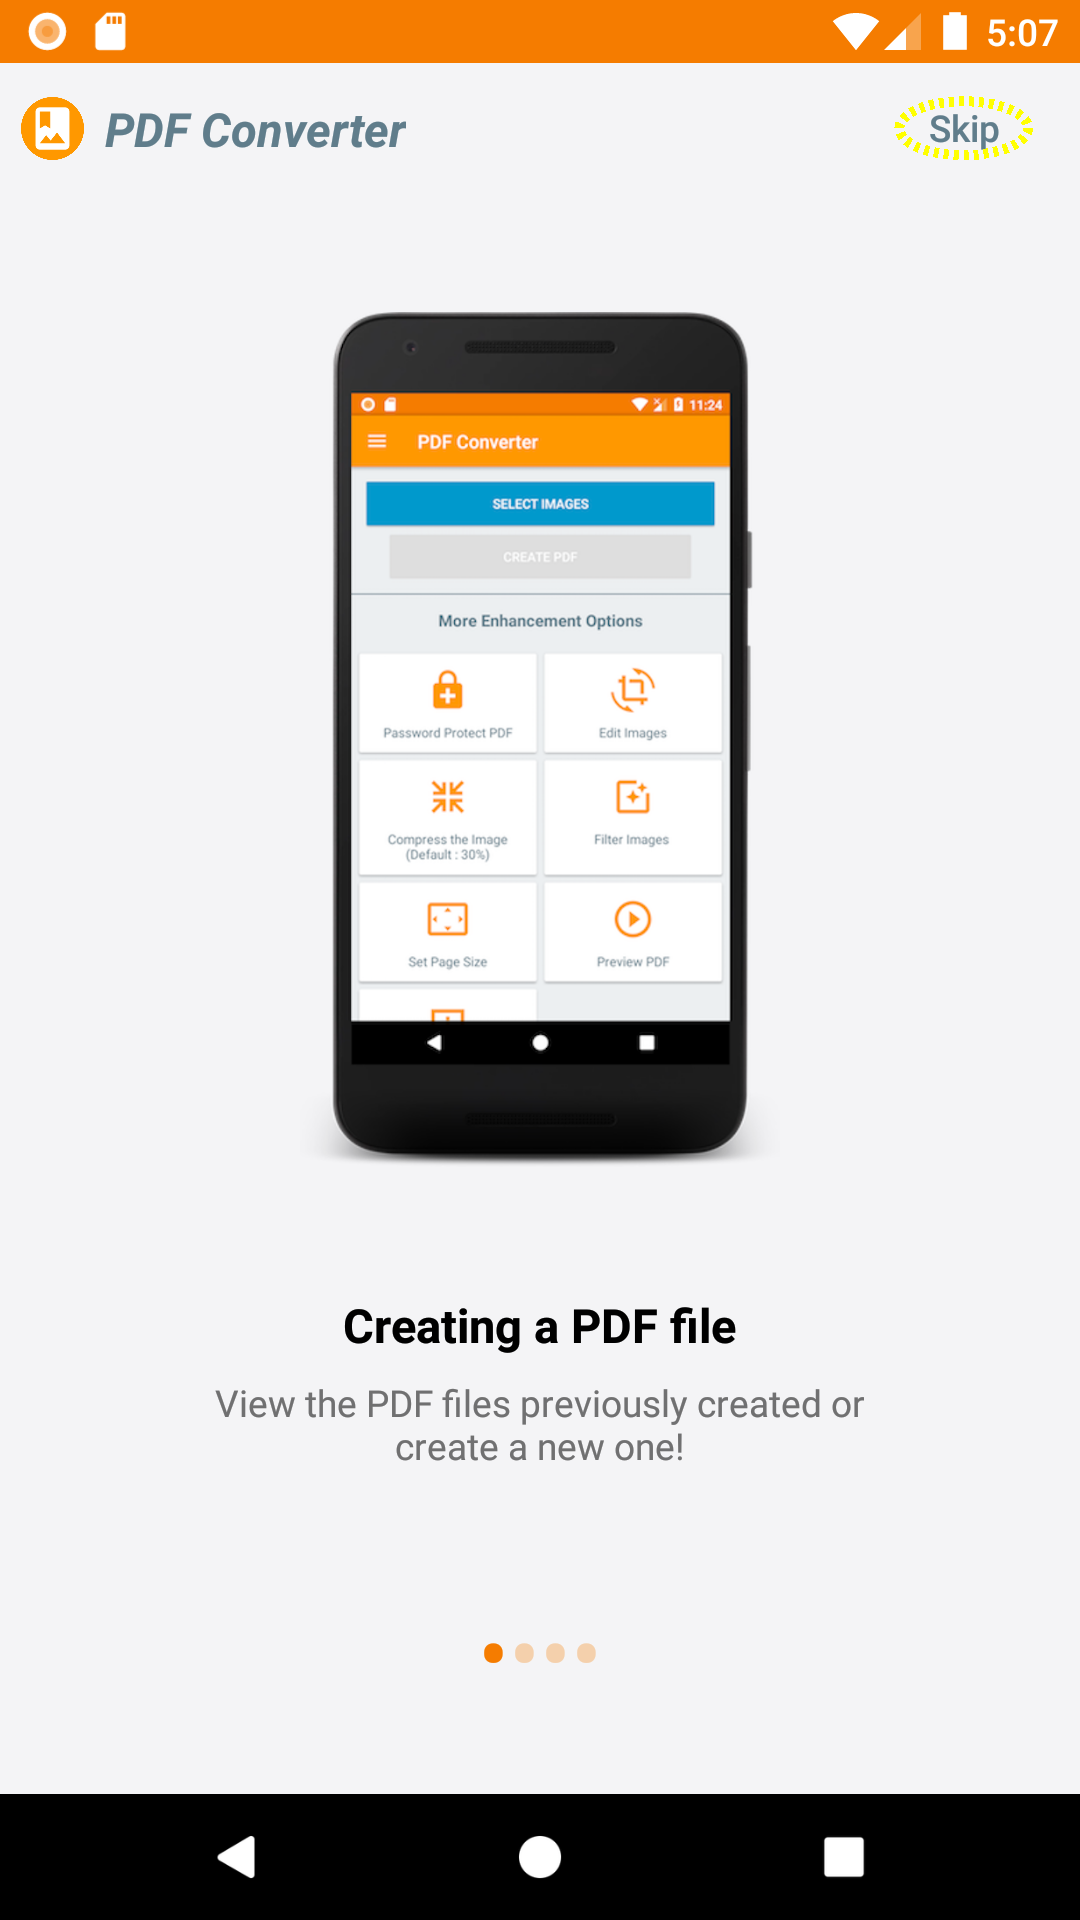 5:07
PDF Converter
Skip
11:24
PDF Converter
SELECT IMAGES
CREATE PDF
More Enhancement Options
Password Protect PDF
Edit Images
Compress the Image
(Default : 30%)
Filter Images
Set Page Size
Preview PDF
Creating a PDF file
View the PDF files previously created or
create a new one!